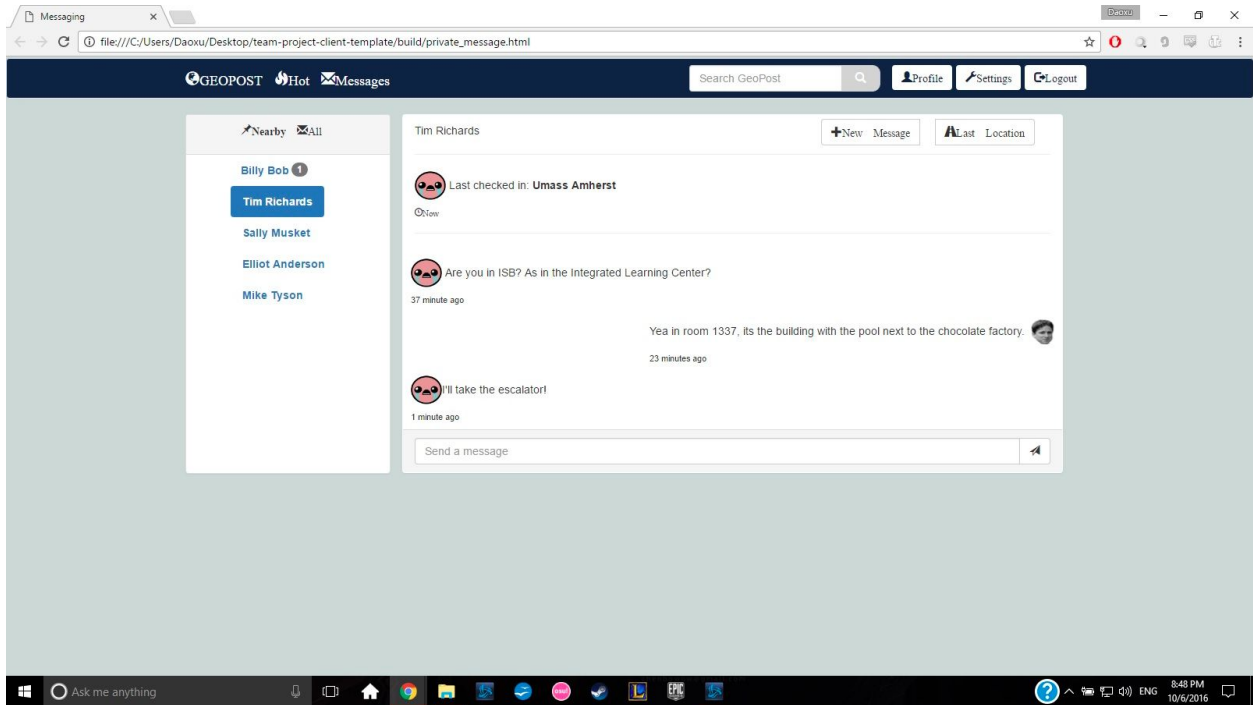 Messaging
Daoxu
file:///C:/Users/Daoxu/Desktop/team-project-client-template/build/private_message.html
GEOPOST Hot Messages
Search GeoPost
Profile Settings Logout
Nearby All
Billy Bob 1
Tim Richards
Sally Musket
Elliot Anderson
Mike Tyson
Tim Richards
New Message
Last Location
Last checked in: Umass Amherst
Now
Are you in ISB? As in the Integrated Learning Center?
37 minute ago
Yea in room 1337, its the building with the pool next to the chocolate factory.
23 minutes ago
I'll take the escalator!
1 minute ago
Send a message
Ask me anything
EPIC
ENG
8:48 PM
10/6/2016